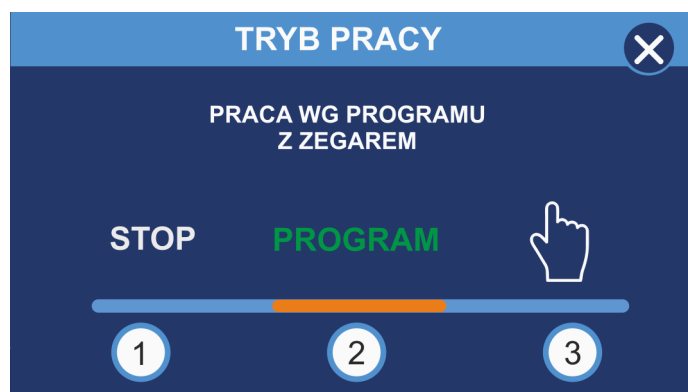 TRYB PRACY
PRACA WG PROGRAMU
Z ZEGAREM
STOP PROGRAM
1 2 3